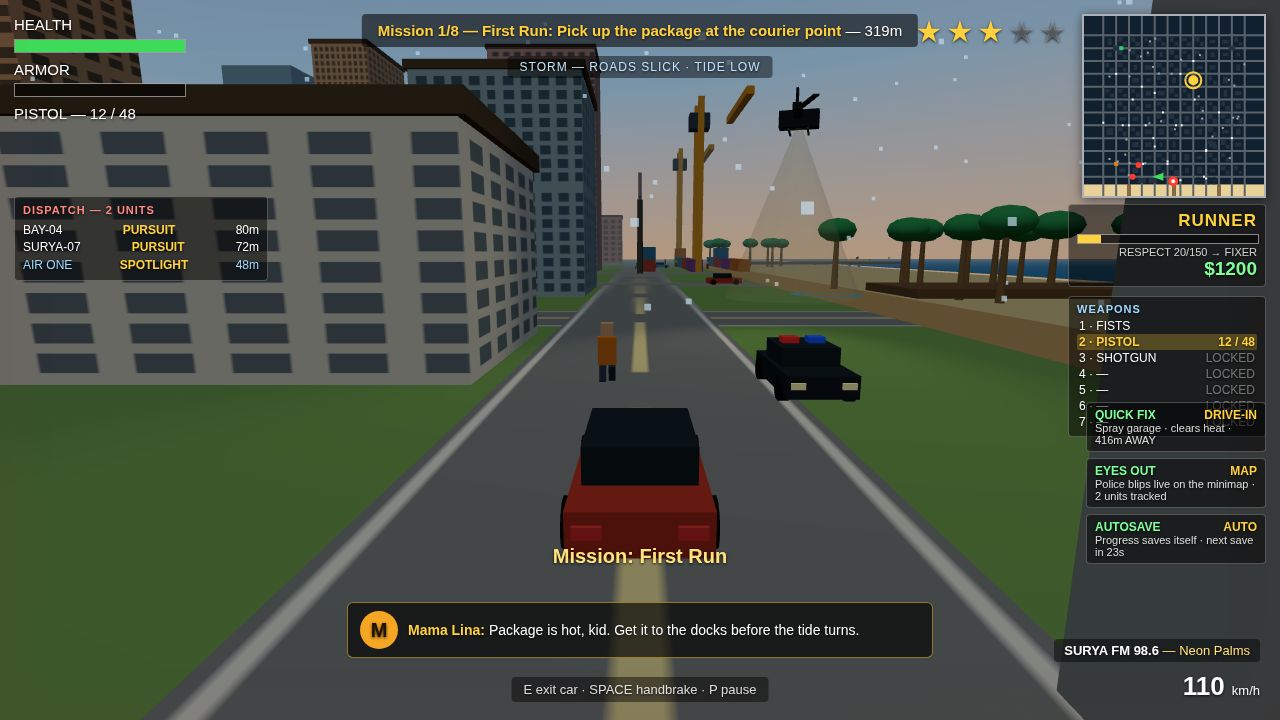 HEALTH
ARMOR
PISTOL — 12 / 48
Mission 1/8 — First Run: Pick up the package at the courier point — 319m
STORM — ROADS SLICK · TIDE LOW
DISPATCH — 2 UNITS
BAY-04 PURSUIT 80m
SURYA-07 PURSUIT 72m
AIR ONE SPOTLIGHT 48m
RUNNER
RESPECT 20/150 → FIXER
$1200
WEAPONS
1 · FISTS
2 · PISTOL 12 / 48
3 · SHOTGUN LOCKED
4 · — LOCKED
5 · — LOCKED
6 · — LOCKED
7 ·
QUICK FIX DRIVE-IN
Spray garage · clears heat ·
416m AWAY
EYES OUT MAP
Police blips live on the minimap ·
2 units tracked
AUTOSAVE AUTO
Progress saves itself · next save
in 23s
Mission: First Run
M
Mama Lina: Package is hot, kid. Get it to the docks before the tide turns.
E exit car · SPACE handbrake · P pause
SURYA FM 98.6 — Neon Palms
110 km/h